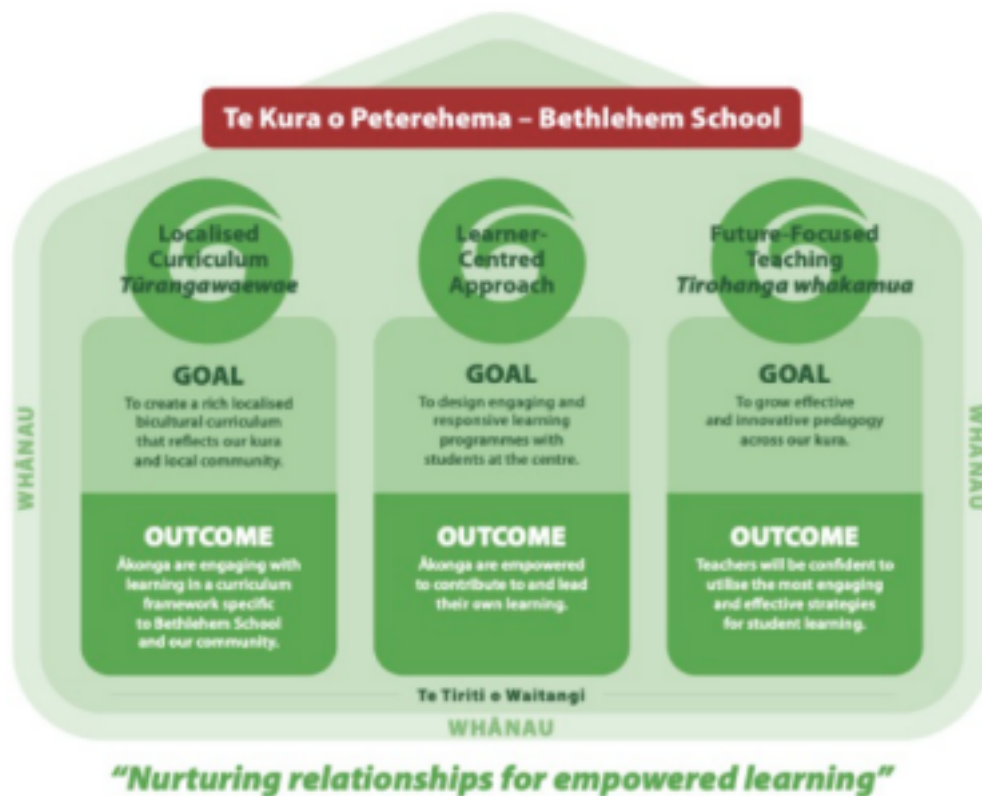 Te Kura o Peterehema – Bethlehem School
Localised
Curriculum
Tūrangawaewae
GOAL
To create a rich localised
bicultural curriculum
that reflects our kura
and local community.
OUTCOME
Ākonga are engaging with
learning in a curriculum
framework specific
to Bethlehem School
and our community.
Learner-
Centred
Approach
GOAL
To design engaging and
responsive learning
programmes with
students at the centre.
OUTCOME
Ākonga are empowered
to contribute to and lead
their own learning.
Future-Focused
Teaching
Tirohanga whakamua
GOAL
To grow effective
and innovative pedagogy
across our kura.
OUTCOME
Teachers will be confident to
utilise the most engaging
and effective strategies
for student learning.
WHĀNAU
WHĀNAU
Te Tiriti o Waitangi
WHĀNAU
“Nurturing relationships for empowered learning”